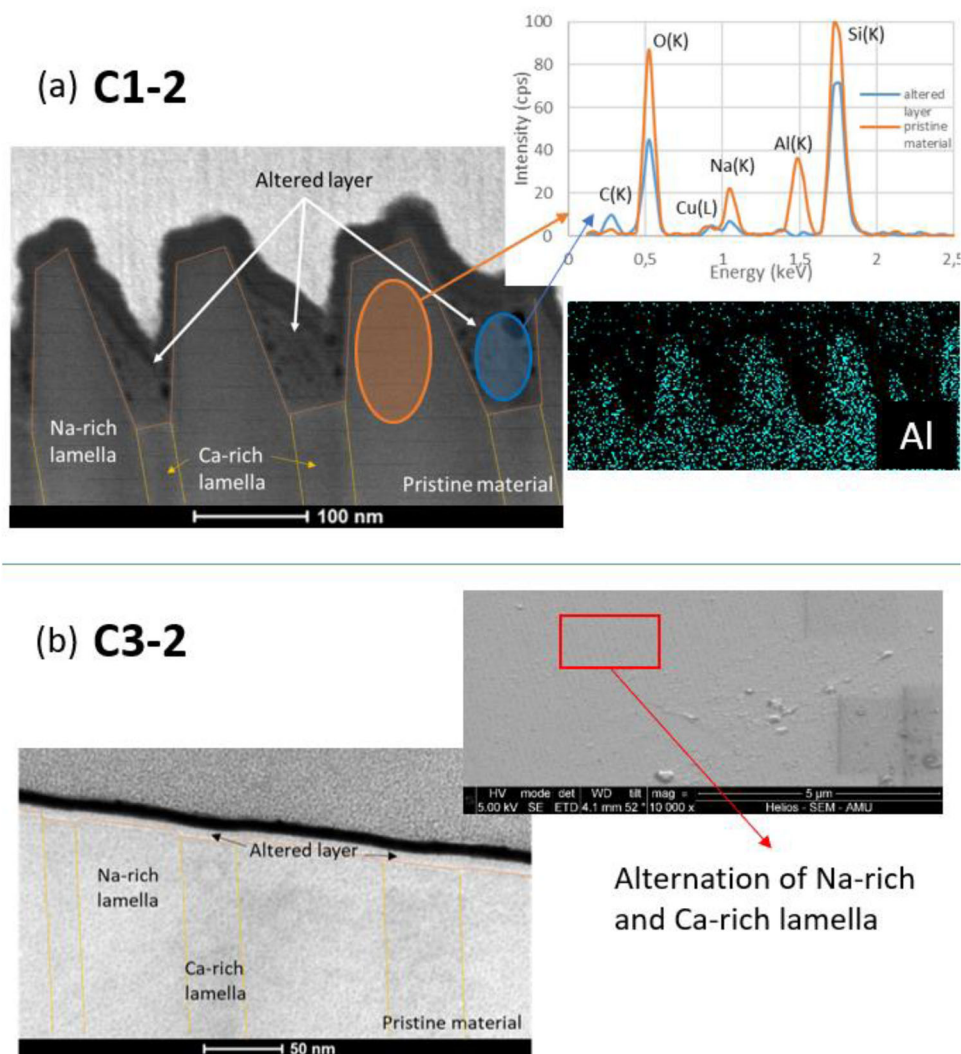 (a) C1-2
Altered layer
Na-rich
lamella
Ca-rich
lamella
Pristine material
100 nm
Intensity (cps)
100
80
60
40
20
0
O(K)
Si(K)
altered
layer
pristine
material
Al(K)
Na(K)
C(K)
Cu(L)
0 0,5 1 1,5 2 2,5
Energy (keV)
Al
(b) C3-2
HV mode det WD tilt mag = 5 µm
5.00 kV SE ETD 4.1 mm 52 ° 10 000 x Helios - SEM - AMU
Altered layer
Na-rich
lamella
Ca-rich
lamella
Pristine material
50 nm
Alternation of Na-rich
and Ca-rich lamella